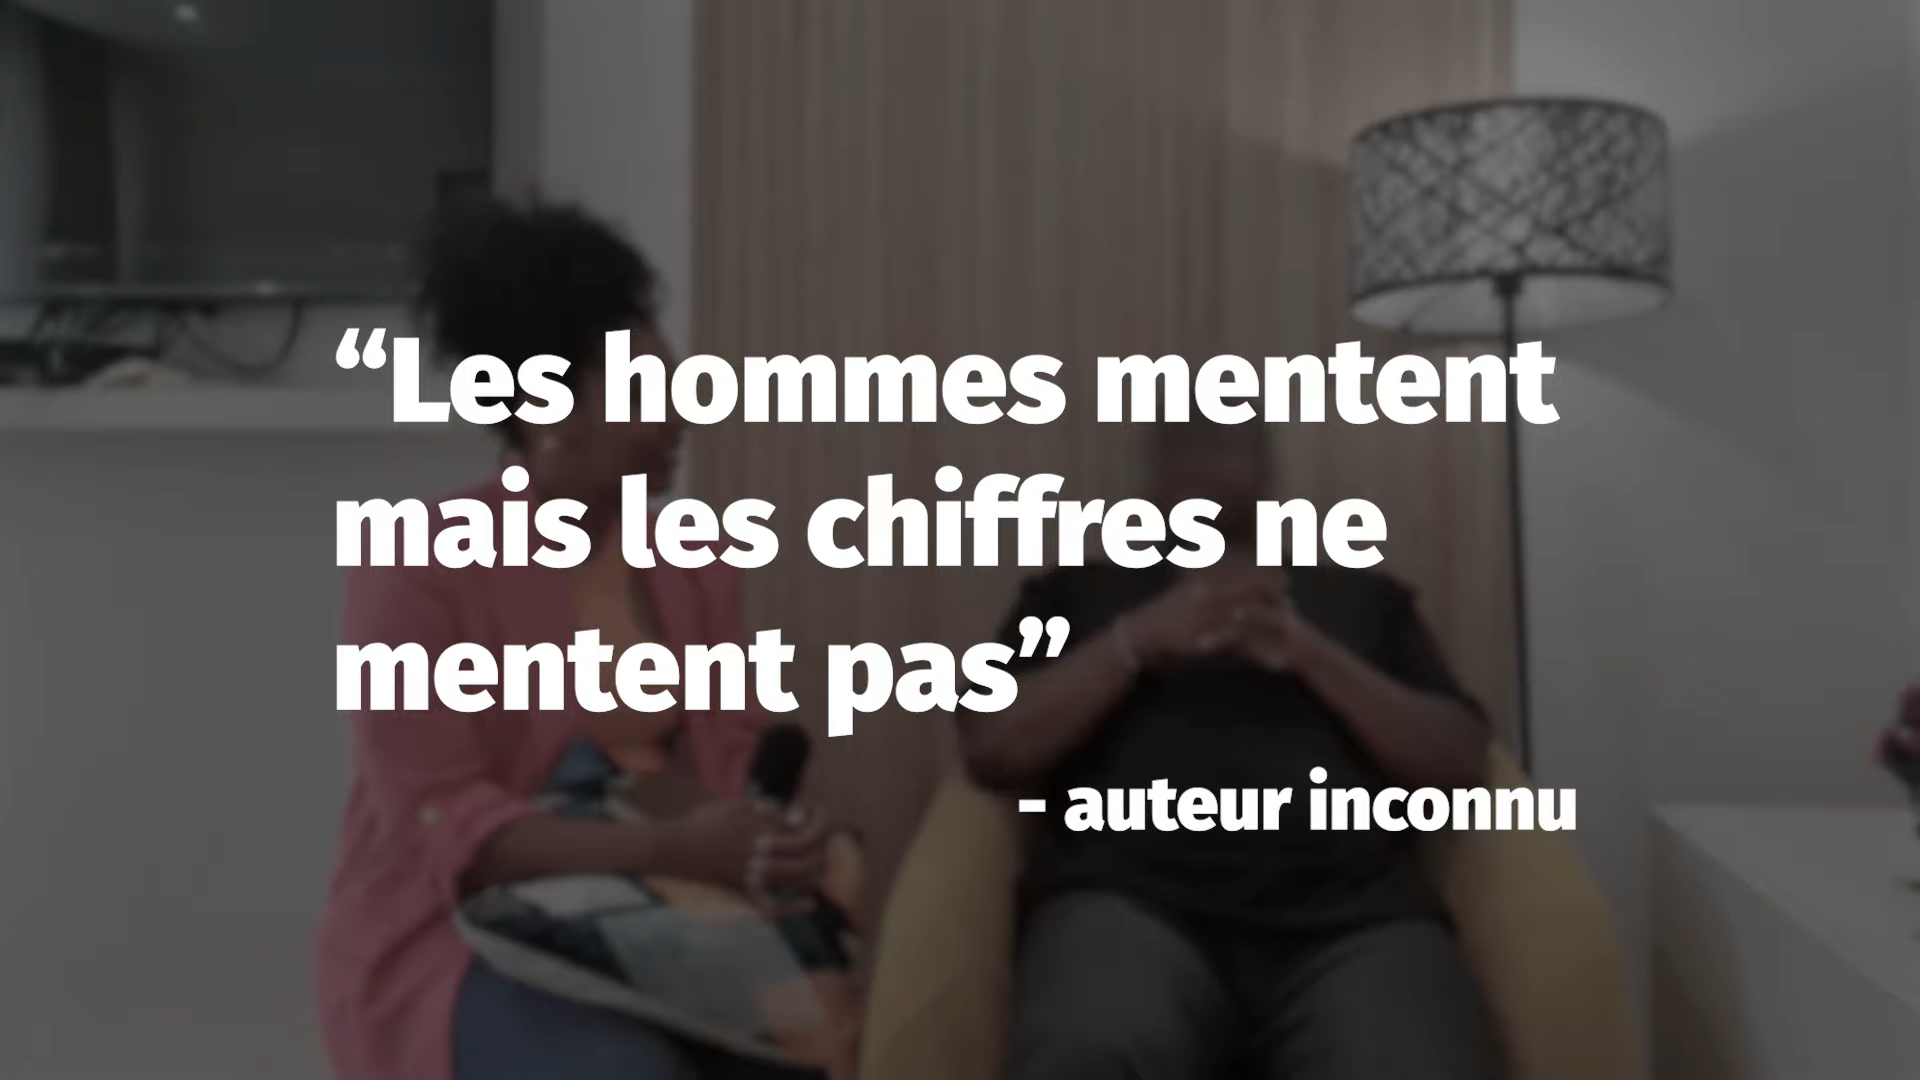 “Les hommes mentent
mais les chiffres ne
mentent pas”
- auteur inconnu